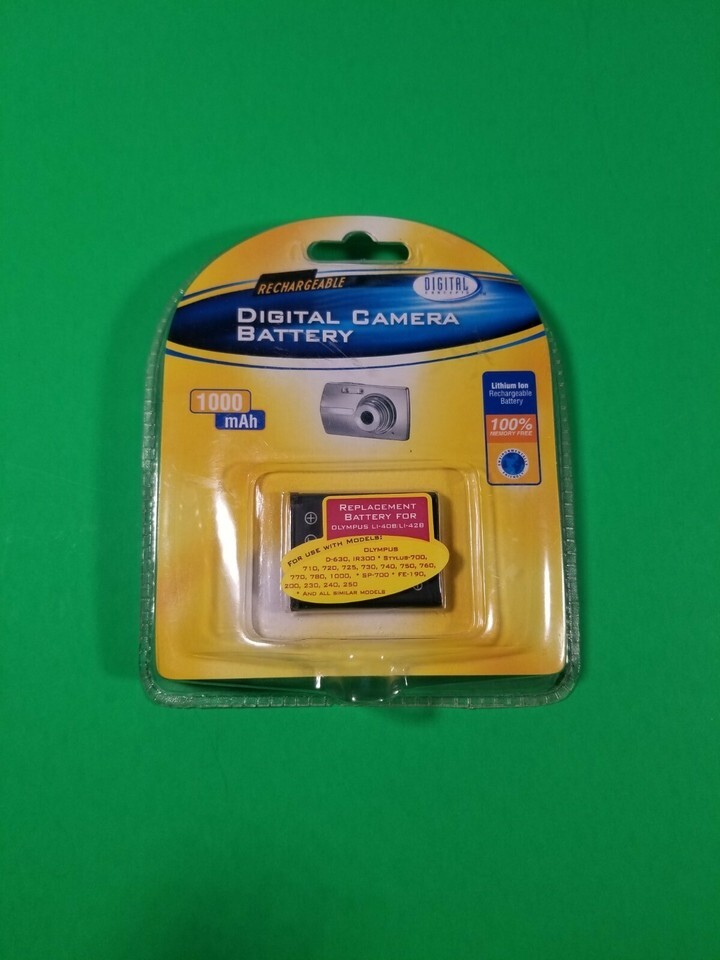 RECHARGEABLE
DIGITAL
CONCEPTS
DIGITAL CAMERA
BATTERY
1000
mAh
Lithium Ion
Rechargeable
Battery
100%
MEMORY FREE
REPLACEMENT
BATTERY FOR
OLYMPUS LI-40B/LI-42B
FOR USE WITH MODELS:
OLYMPUS
D-630, IR300 * STYLUS-700,
710, 720, 725, 730, 740, 750, 760,
770, 780, 1000, * SP-700 * FE-190,
200, 230, 240, 250
* AND ALL SIMILAR MODELS